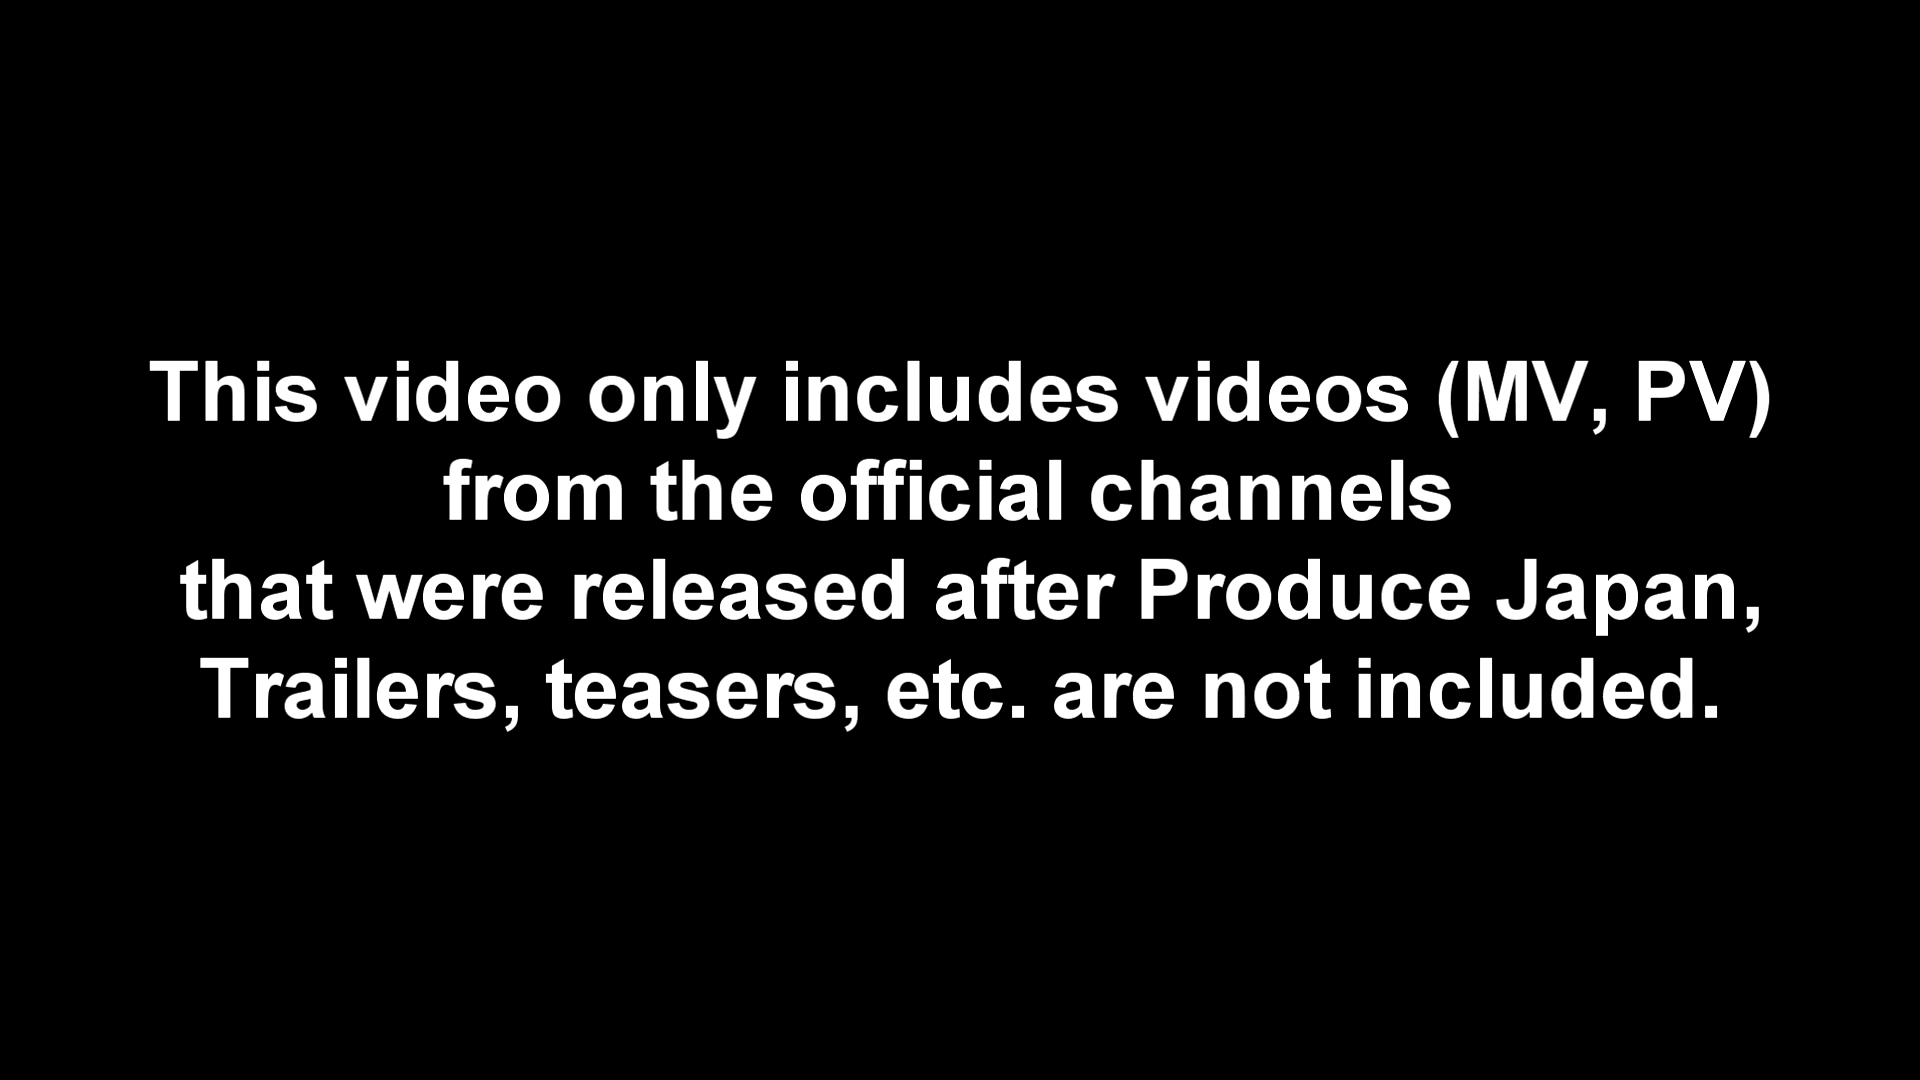 This video only includes videos (MV, PV)
from the official channels
that were released after Produce Japan,
Trailers, teasers, etc. are not included.